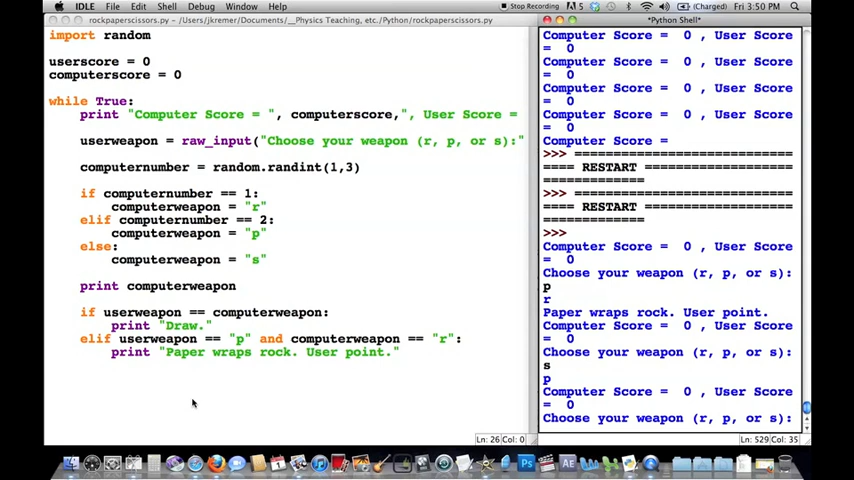 IDLE File Edit Shell Debug Window Help Stop Recording 5 (Charged) Fri 3:50 PM
rockpaperscissors.py - /Users/jkremer/Documents/__Physics Teaching, etc./Python/rockpaperscissors.py
import random
userscore = 0
computerscore = 0
while True:
print "Computer Score = ", computerscore,", User Score =
userweapon = raw_input("Choose your weapon (r, p, or s):"
computernumber = random.randint(1,3)
if computernumber == 1:
computerweapon = "r"
elif computernumber == 2:
computerweapon = "p"
else:
computerweapon = "s"
print computerweapon
if userweapon == computerweapon:
print "Draw."
elif userweapon == "p" and computerweapon == "r":
print "Paper wraps rock. User point."
Ln: 26 Col: 0
*Python Shell*
Computer Score =  0 , User Score
=  0
Computer Score =  0 , User Score
=  0
Computer Score =  0 , User Score
=  0
Computer Score =  0 , User Score
=  0
Computer Score =
>>> ================================
==== RESTART =====================
===============
>>> ================================
==== RESTART =====================
===============
>>>
Computer Score =  0 , User Score
=  0
Choose your weapon (r, p, or s):
p
r
Paper wraps rock. User point.
Computer Score =  0 , User Score
=  0
Choose your weapon (r, p, or s):
s
p
Computer Score =  0 , User Score
=  0
Choose your weapon (r, p, or s):
Ln: 529 Col: 35
Ps
AE